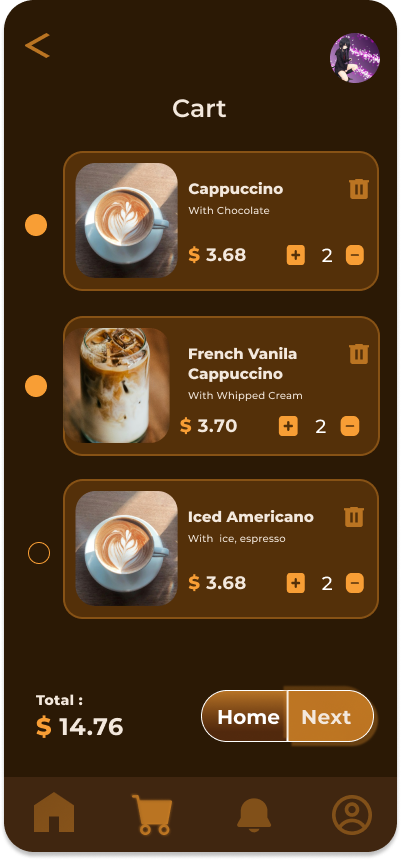 Cart
Cappuccino
With Chocolate
$ 3.68
2
French Vanila
Cappuccino
With Whipped Cream
$ 3.70
2
Iced Americano
With ice, espresso
$ 3.68
2
Total :
$ 14.76
Home
Next